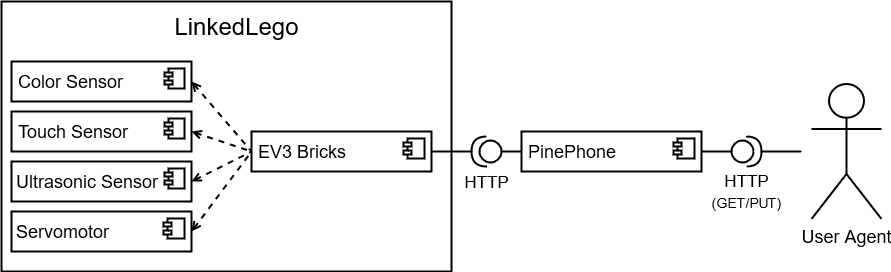 LinkedLego
Color Sensor
Touch Sensor
Ultrasonic Sensor
Servomotor
EV3 Bricks
HTTP
PinePhone
HTTP
(GET/PUT)
User Agent